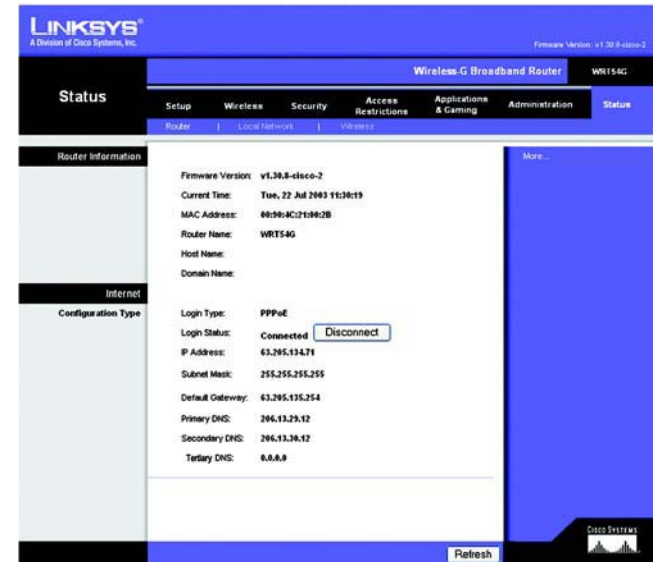 LINKSYS®
A Division of Cisco Systems, Inc.
Firmware Version: v1.30.8-cisco-2
Wireless-G Broadband Router WRT54G
Status
Setup Wireless Security Access Restrictions Applications & Gaming Administration Status
Router | Local Network | Wireless
Router Information
More...
Firmware Version: v1.30.8-cisco-2
Current Time: Tue, 22 Jul 2003 11:30:19
MAC Address: 00:90:4C:21:00:2B
Router Name: WRT54G
Host Name:
Domain Name:
Internet
Configuration Type
Login Type: PPPoE
Login Status: Connected Disconnect
IP Address: 63.205.134.71
Subnet Mask: 255.255.255.255
Default Gateway: 63.205.135.254
Primary DNS: 206.13.29.12
Secondary DNS: 206.13.30.12
Tertiary DNS: 0.0.0.0
Refresh
CISCO SYSTEMS